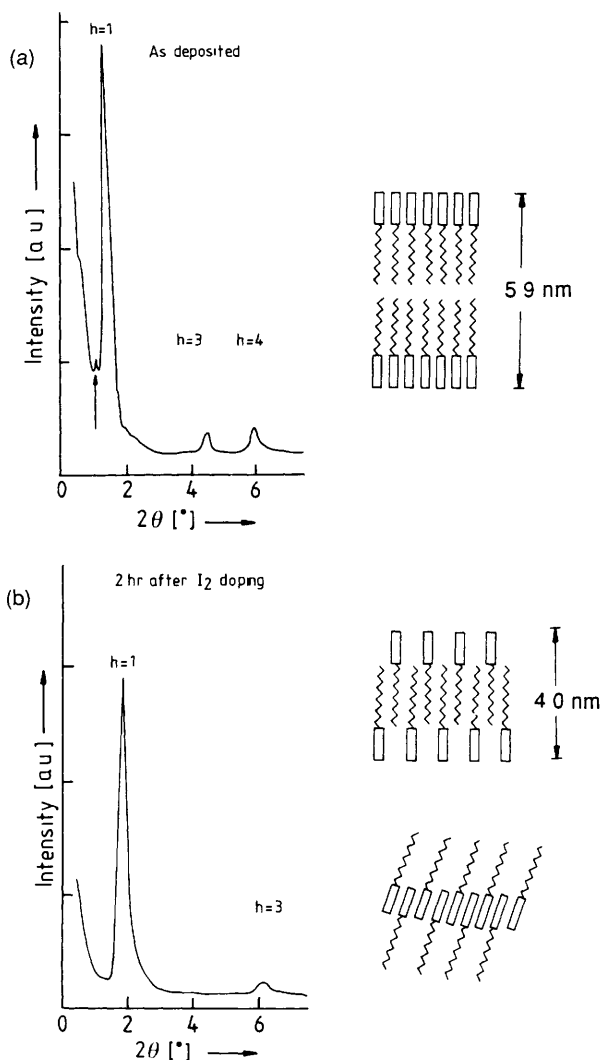 (a)
h=1
As deposited
h=3
h=4
Intensity [a u]
0
2
4
6
2θ [°]
5 9 nm
(b)
2 hr after I2 doping
h=1
h=3
Intensity [au]
0
2
4
6
2θ [°]
4 0 nm